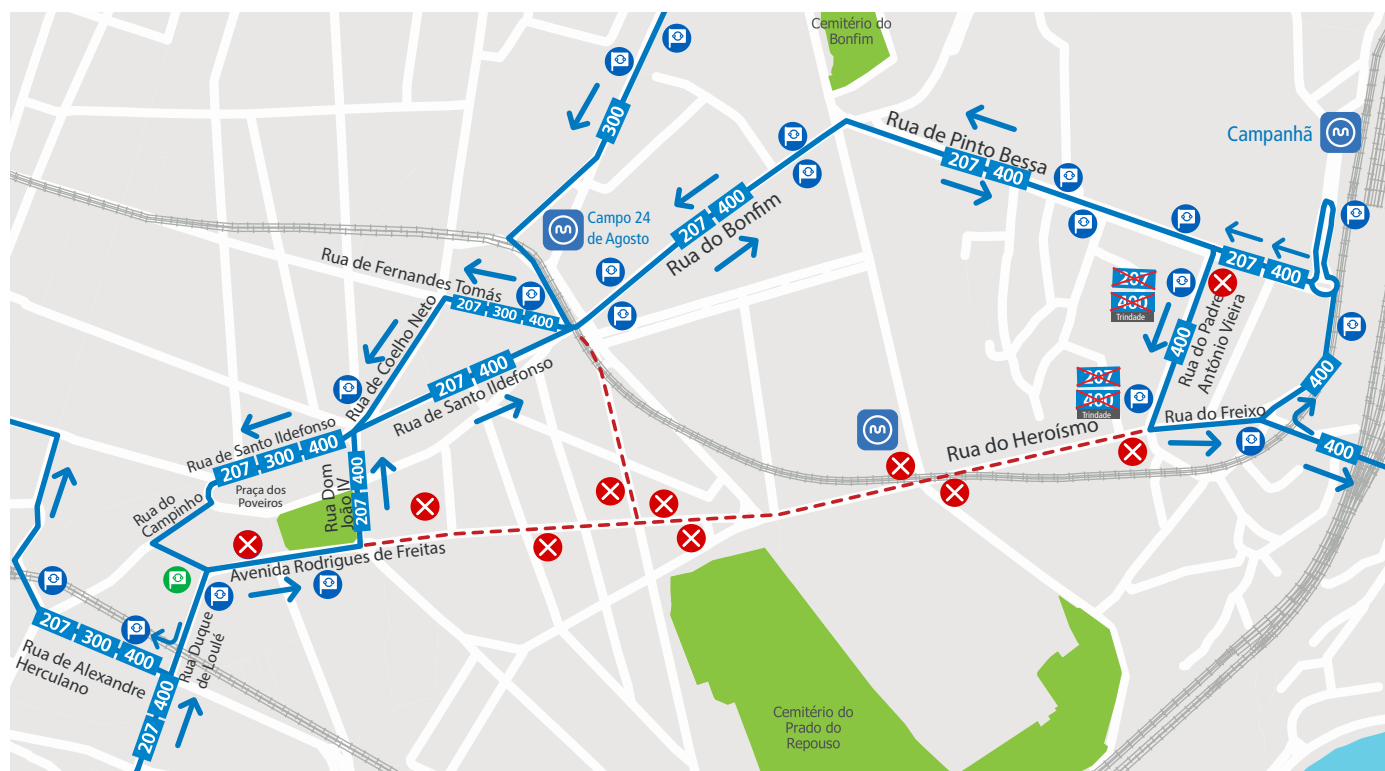 Cemitério do
Bonfim
300
Rua de Pinto Bessa
207 400
Campanhã
Campo 24
de Agosto
207 400
Rua do Bonfim
Rua de Fernandes Tomás
207 300 400
207 400
207
400
Trindade
400
Rua do Padre
António Vieira
Rua de Coelho Neto
207 400
Rua de Santo Ildefonso
207
400
Trindade
400
Rua do Freixo
Rua do Heroísmo
400
Rua de Santo Ildefonso
207 300 400
Praça dos
Poveiros
Rua Dom
João IV
207 400
Rua do
Campinho
Avenida Rodrigues de Freitas
207 300 400
Rua de Alexandre
Herculano
Rua Duque
de Loulé
207 400
Cemitério do
Prado do
Repouso